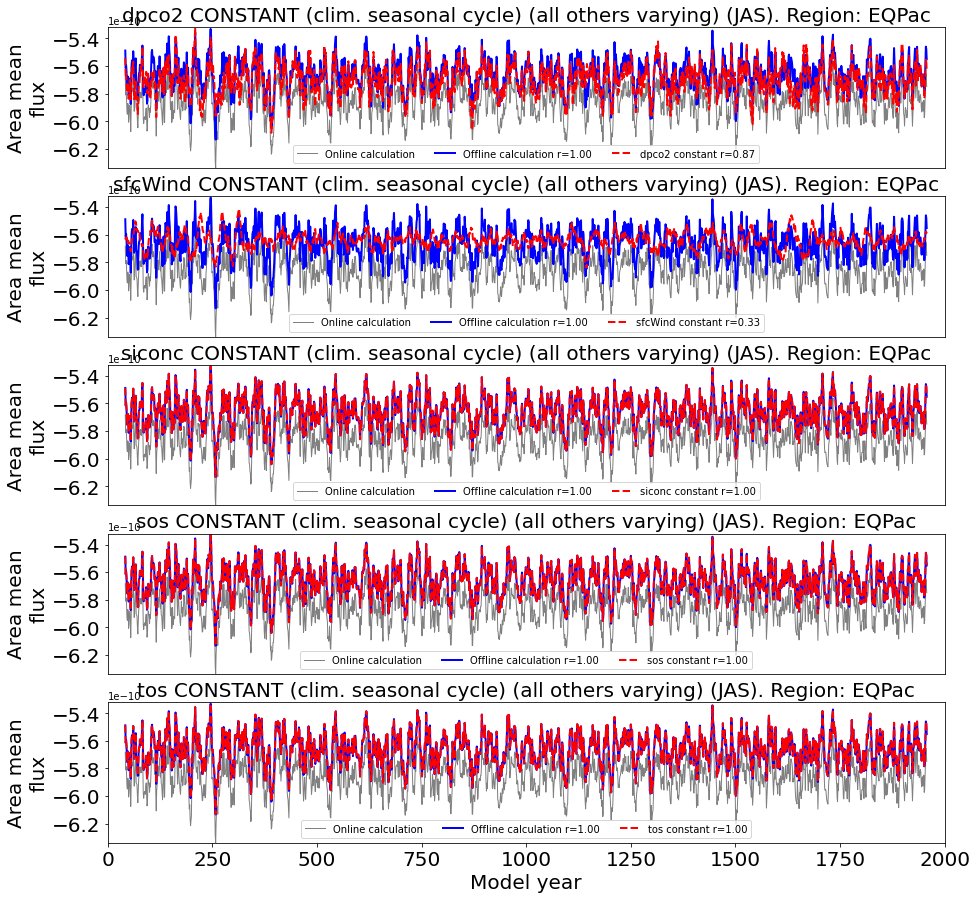 dpco2 CONSTANT (clim. seasonal cycle) (all others varying) (JAS). Region: EQPac
1e−10
−5.4
−5.6
−5.8
−6.0
−6.2
Area mean
flux
Online calculation
Offline calculation r=1.00
dpco2 constant r=0.87
sfcWind CONSTANT (clim. seasonal cycle) (all others varying) (JAS). Region: EQPac
1e−10
−5.4
−5.6
−5.8
−6.0
−6.2
Area mean
flux
Online calculation
Offline calculation r=1.00
sfcWind constant r=0.33
siconc CONSTANT (clim. seasonal cycle) (all others varying) (JAS). Region: EQPac
1e−10
−5.4
−5.6
−5.8
−6.0
−6.2
Area mean
flux
Online calculation
Offline calculation r=1.00
siconc constant r=1.00
sos CONSTANT (clim. seasonal cycle) (all others varying) (JAS). Region: EQPac
1e−10
−5.4
−5.6
−5.8
−6.0
−6.2
Area mean
flux
Online calculation
Offline calculation r=1.00
sos constant r=1.00
tos CONSTANT (clim. seasonal cycle) (all others varying) (JAS). Region: EQPac
1e−10
−5.4
−5.6
−5.8
−6.0
−6.2
Area mean
flux
Online calculation
Offline calculation r=1.00
tos constant r=1.00
0 250 500 750 1000 1250 1500 1750 2000
Model year